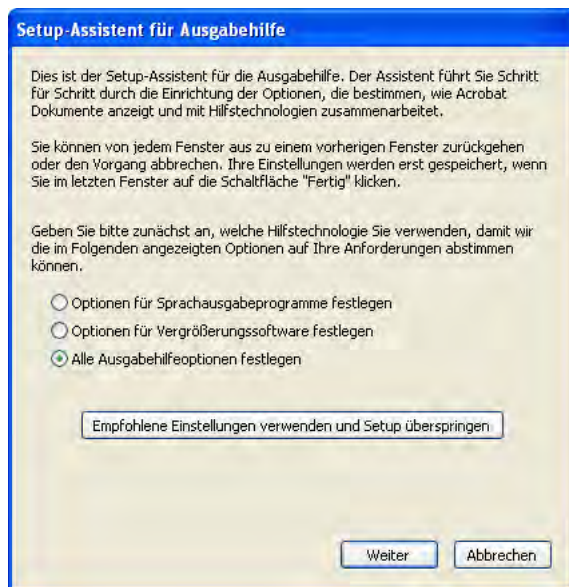 Setup-Assistent für Ausgabehilfe
Dies ist der Setup-Assistent für die Ausgabehilfe. Der Assistent führt Sie Schritt
für Schritt durch die Einrichtung der Optionen, die bestimmen, wie Acrobat
Dokumente anzeigt und mit Hilfstechnologien zusammenarbeitet.
Sie können von jedem Fenster aus zu einem vorherigen Fenster zurückgehen
oder den Vorgang abbrechen. Ihre Einstellungen werden erst gespeichert, wenn
Sie im letzten Fenster auf die Schaltfläche "Fertig" klicken.
Geben Sie bitte zunächst an, welche Hilfstechnologie Sie verwenden, damit wir
die im Folgenden angezeigten Optionen auf Ihre Anforderungen abstimmen
können.
Optionen für Sprachausgabeprogramme festlegen
Optionen für Vergrößerungssoftware festlegen
Alle Ausgabehilfeoptionen festlegen
Empfohlene Einstellungen verwenden und Setup überspringen
Weiter Abbrechen